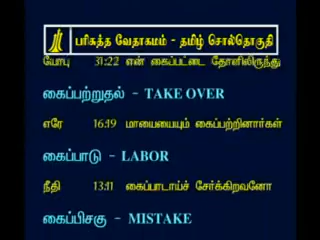 பரிசுத்த வேதாகமம் - தமிழ் சொல்தொகுதி
யோபு 31:22 என் கைப்பட்டை தோளிலிருந்து
கைப்பற்றுதல் - TAKE OVER
எரே 16:19 மாயையையும் கைப்பற்றினார்கள்
கைப்பாடு - LABOR
நீதி 13:11 கைப்பாடாய்ச் சேர்க்கிறவனோ
கைப்பிசகு - MISTAKE